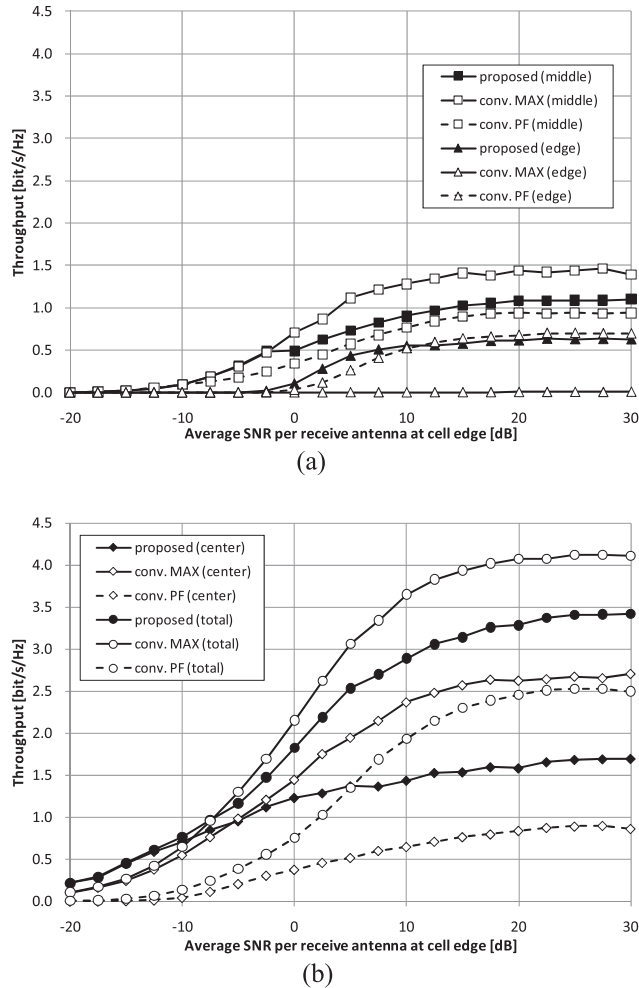 4.5
4.0
3.5
3.0
2.5
2.0
1.5
1.0
0.5
0.0
Throughput [bit/s/Hz]
proposed (middle)
conv. MAX (middle)
conv. PF (middle)
proposed (edge)
conv. MAX (edge)
conv. PF (edge)
-20 -10 0 10 20 30
Average SNR per receive antenna at cell edge [dB]
(a)
4.5
4.0
3.5
3.0
2.5
2.0
1.5
1.0
0.5
0.0
Throughput [bit/s/Hz]
proposed (center)
conv. MAX (center)
conv. PF (center)
proposed (total)
conv. MAX (total)
conv. PF (total)
-20 -10 0 10 20 30
Average SNR per receive antenna at cell edge [dB]
(b)